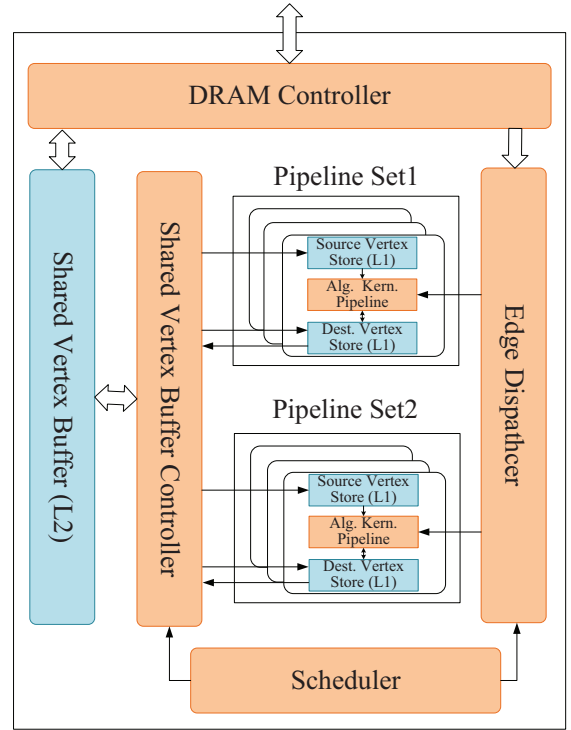 DRAM Controller
Shared Vertex Buffer (L2)
Shared Vertex Buffer Controller
Pipeline Set1
Source Vertex
Store (L1)
Alg. Kern.
Pipeline
Dest. Vertex
Store (L1)
Pipeline Set2
Source Vertex
Store (L1)
Alg. Kern.
Pipeline
Dest. Vertex
Store (L1)
Edge Dispathcer
Scheduler